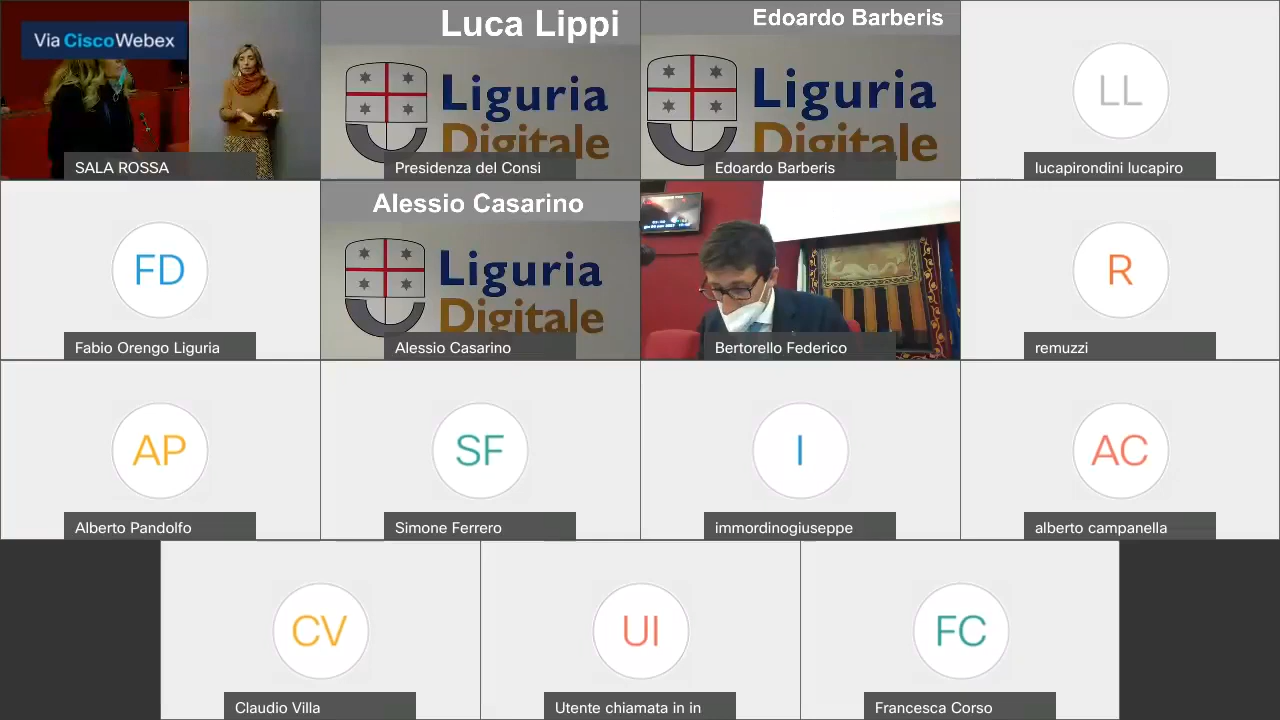 Via Cisco Webex
SALA ROSSA
Luca Lippi
Liguria
Digitale
Presidenza del Consi
Edoardo Barberis
Liguria
Digitale
Edoardo Barberis
LL
lucapirondini lucapiro
FD
Fabio Orengo Liguria
Alessio Casarino
Liguria
Digitale
Alessio Casarino
Bertorello Federico
R
remuzzi
AP
Alberto Pandolfo
SF
Simone Ferrero
I
immordinogiuseppe
AC
alberto campanella
CV
Claudio Villa
UI
Utente chiamata in in
FC
Francesca Corso